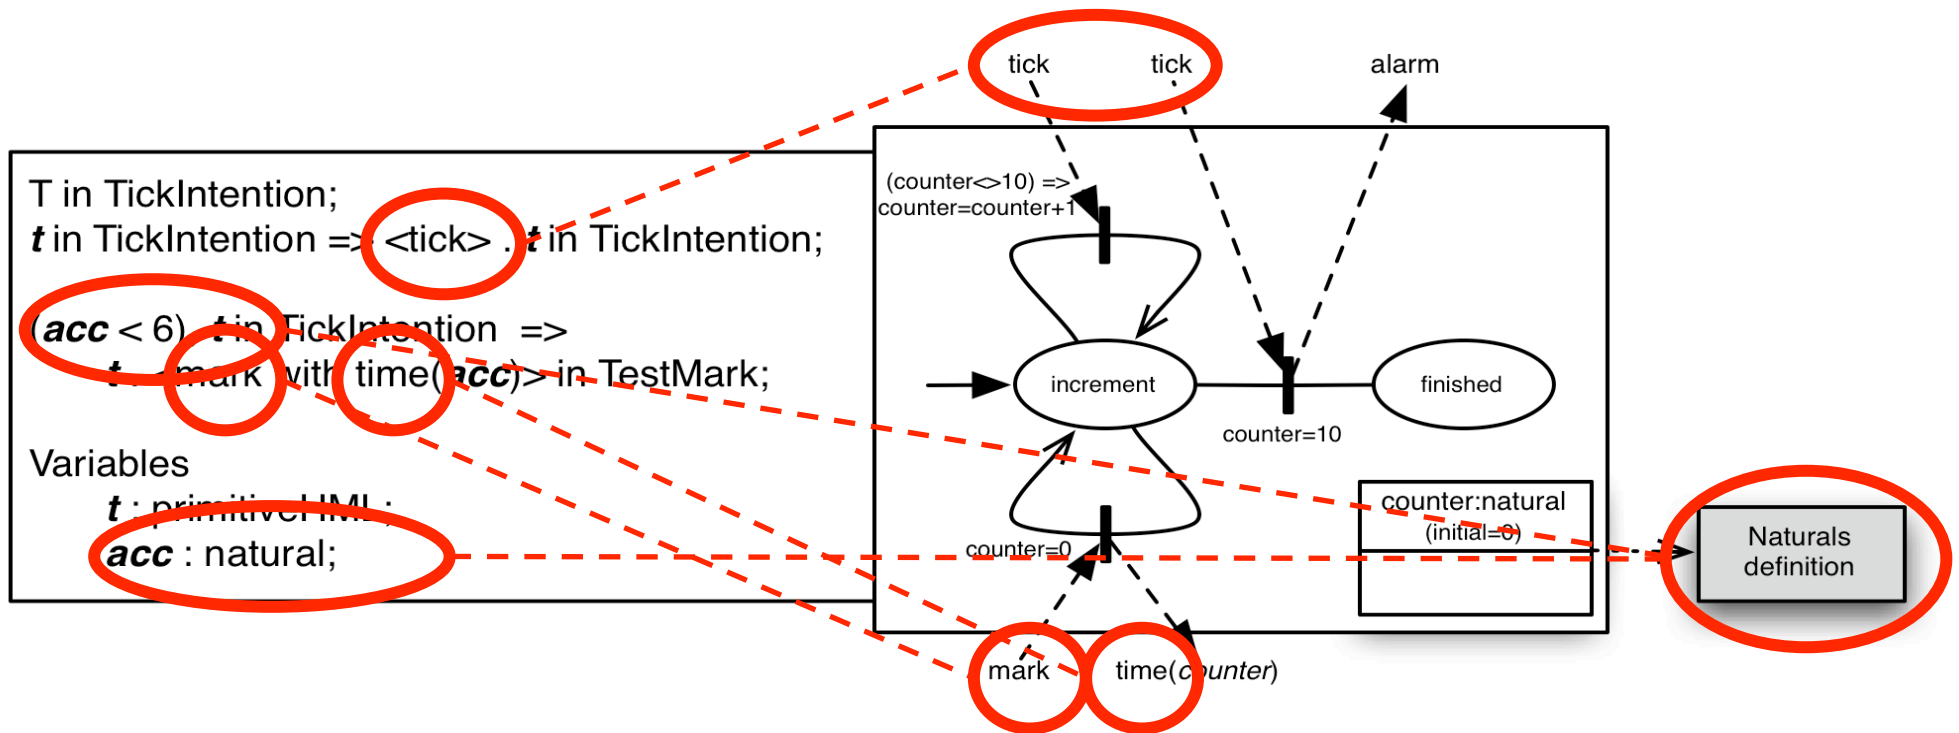 tick tick alarm
T in TickIntention;
t in TickIntention => <tick> . t in TickIntention;
(acc < 6) t in TickIntention =>
t . <mark with time(acc)> in TestMark;
Variables
t : primitiveHML;
acc : natural;
(counter<>10) =>
counter=counter+1
increment
finished
counter=10
counter:natural
(initial=0)
counter=0
mark time(counter)
Naturals
definition